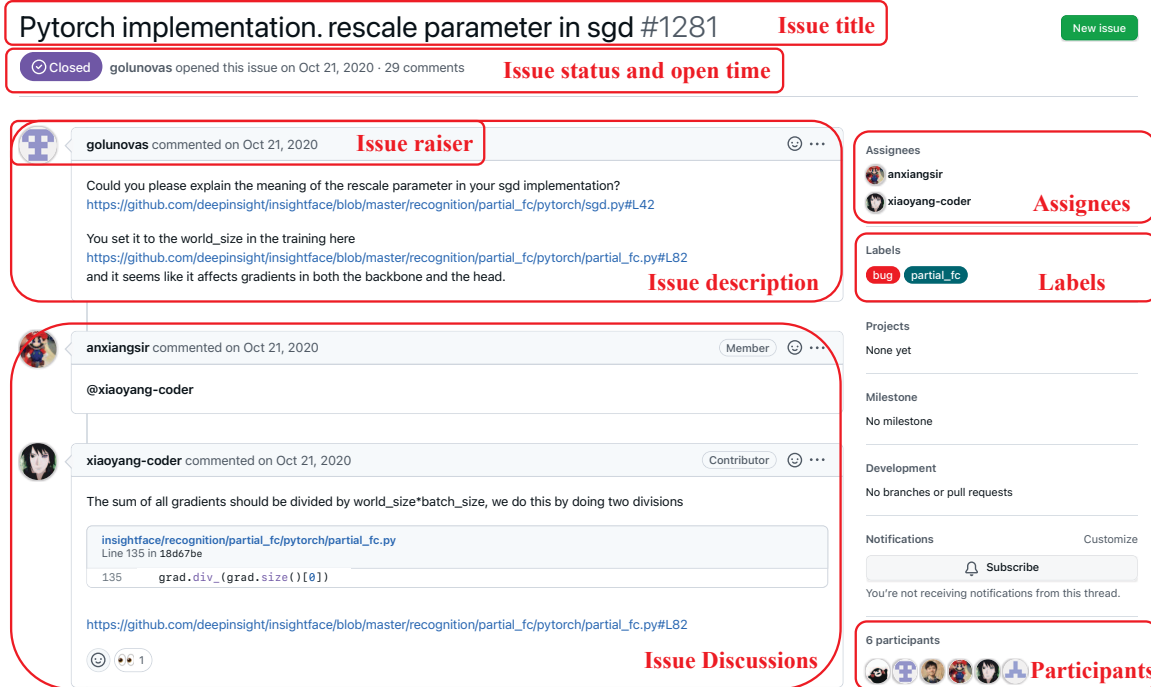 Pytorch implementation. rescale parameter in sgd #1281
Issue title
New issue
Closed golunovas opened this issue on Oct 21, 2020 · 29 comments
Issue status and open time
golunovas commented on Oct 21, 2020
Issue raiser
Could you please explain the meaning of the rescale parameter in your sgd implementation?
https://github.com/deepinsight/insightface/blob/master/recognition/partial_fc/pytorch/sgd.py#L42
You set it to the world_size in the training here
https://github.com/deepinsight/insightface/blob/master/recognition/partial_fc/pytorch/partial_fc.py#L82
and it seems like it affects gradients in both the backbone and the head.
Issue description
anxiangsir commented on Oct 21, 2020
Member
@xiaoyang-coder
xiaoyang-coder commented on Oct 21, 2020
Contributor
The sum of all gradients should be divided by world_size*batch_size, we do this by doing two divisions
insightface/recognition/partial_fc/pytorch/partial_fc.py
Line 135 in 18d67be
135 grad.div_(grad.size()[0])
https://github.com/deepinsight/insightface/blob/master/recognition/partial_fc/pytorch/partial_fc.py#L82
1
Issue Discussions
Assignees
anxiangsir
xiaoyang-coder
Assignees
Labels
bug partial_fc
Labels
Projects
None yet
Milestone
No milestone
Development
No branches or pull requests
Notifications
Customize
Subscribe
You're not receiving notifications from this thread.
6 participants
Participants